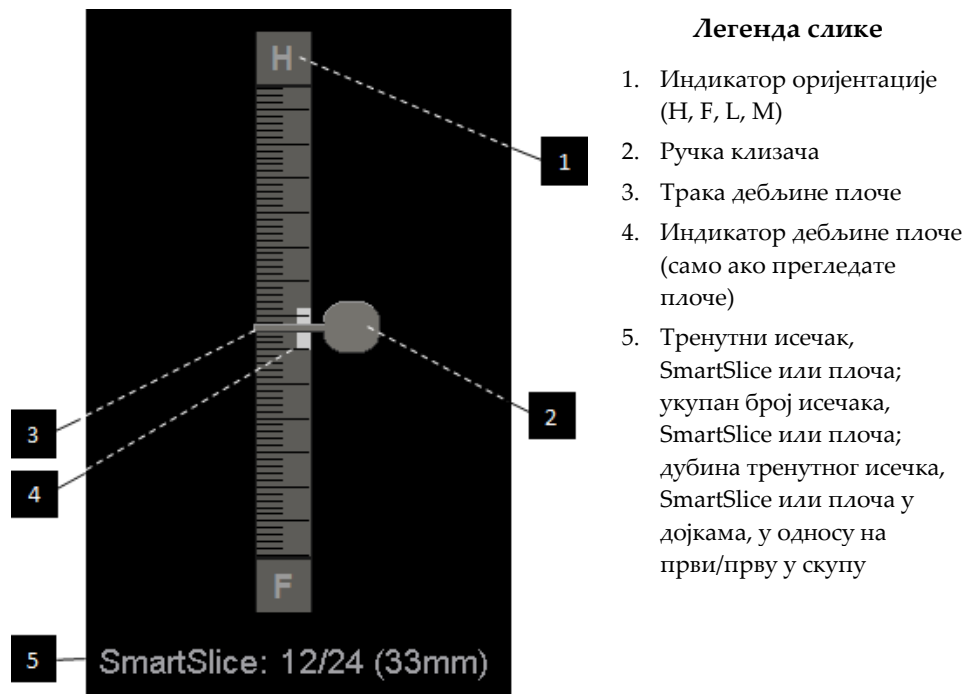 H
1
2
3
4
F
5
SmartSlice: 12/24 (33mm)
Легенда слике
1. Индикатор оријентације
(H, F, L, M)
2. Ручка клизача
3. Трака дебљине плоче
4. Индикатор дебљине плоче
(само ако прегледате
плоче)
5. Тренутни исечак,
SmartSlice или плоча;
укупан број исечака,
SmartSlice или плоча;
дубина тренутног исечка,
SmartSlice или плоча у
дојкама, у односу на
први/прву у скупу